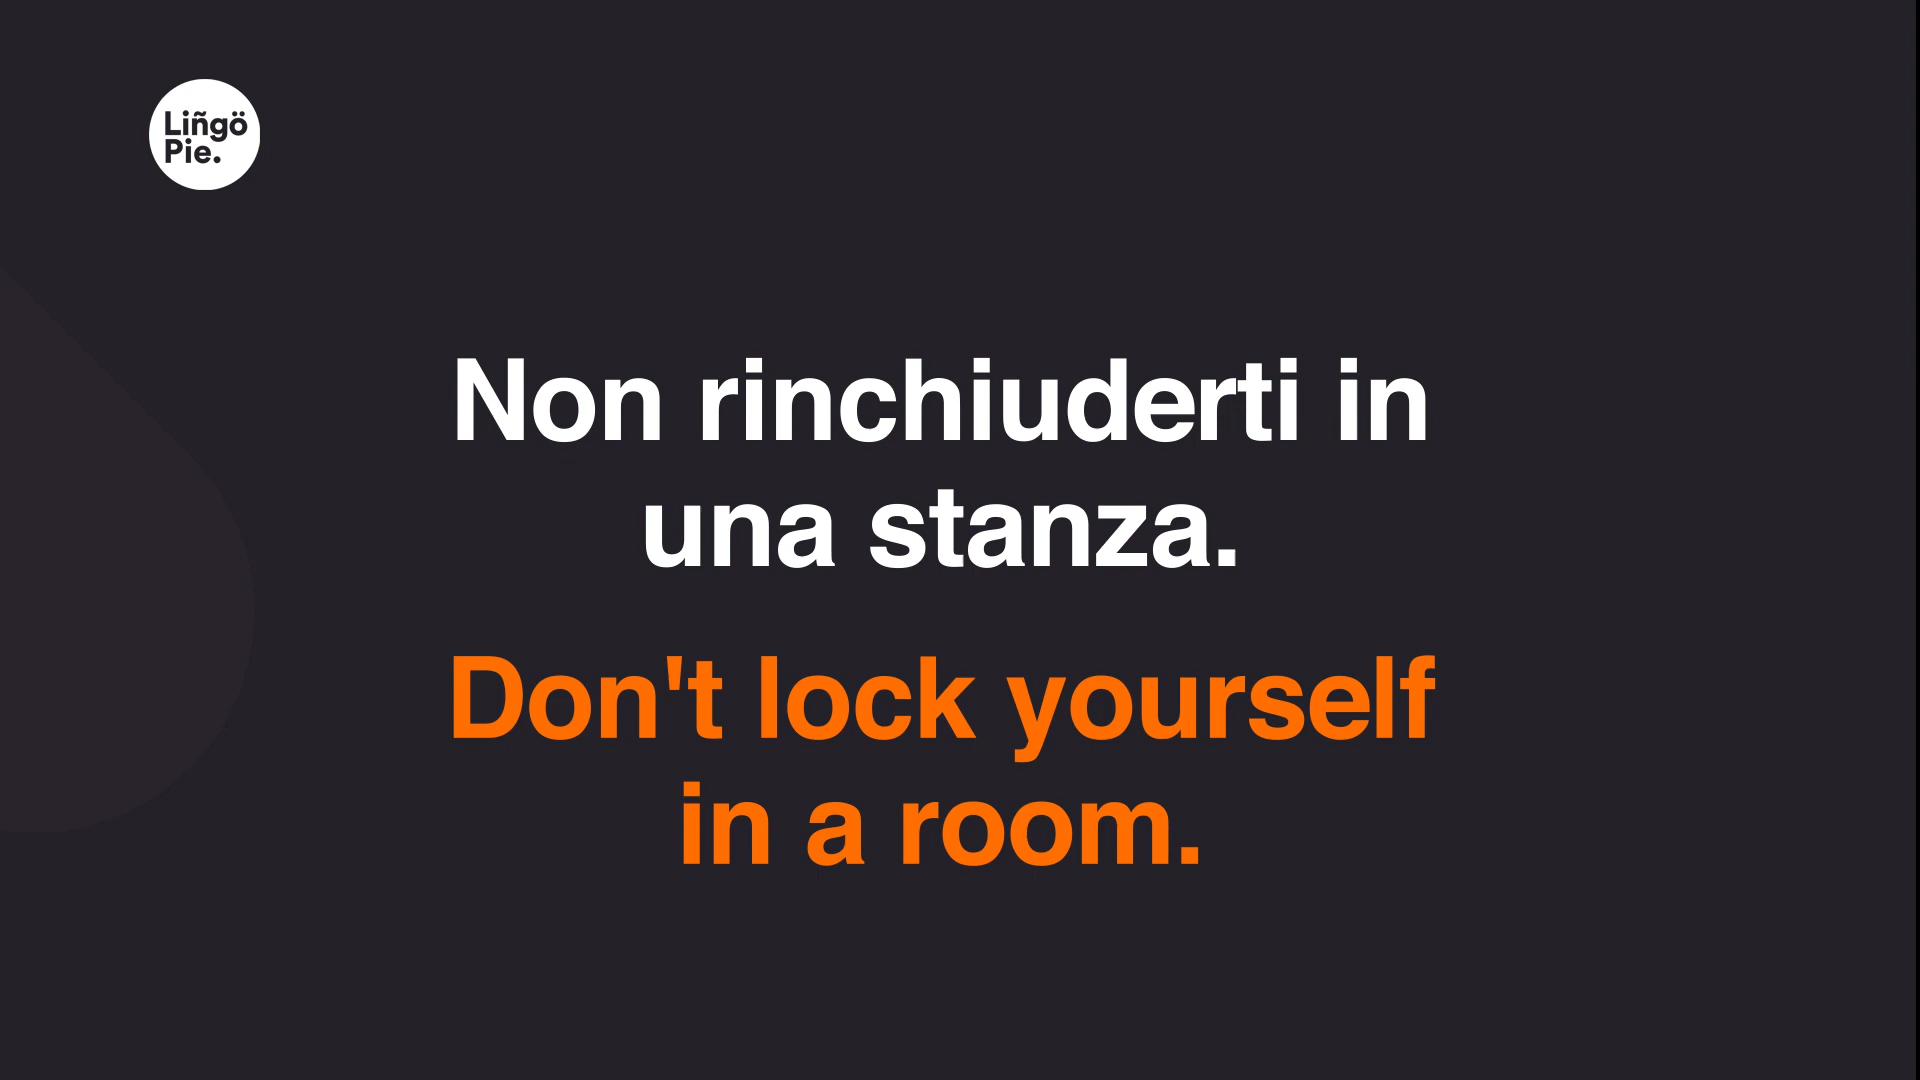 Liñgö
Pie.
Non rinchiuderti in
una stanza.
Don't lock yourself
in a room.